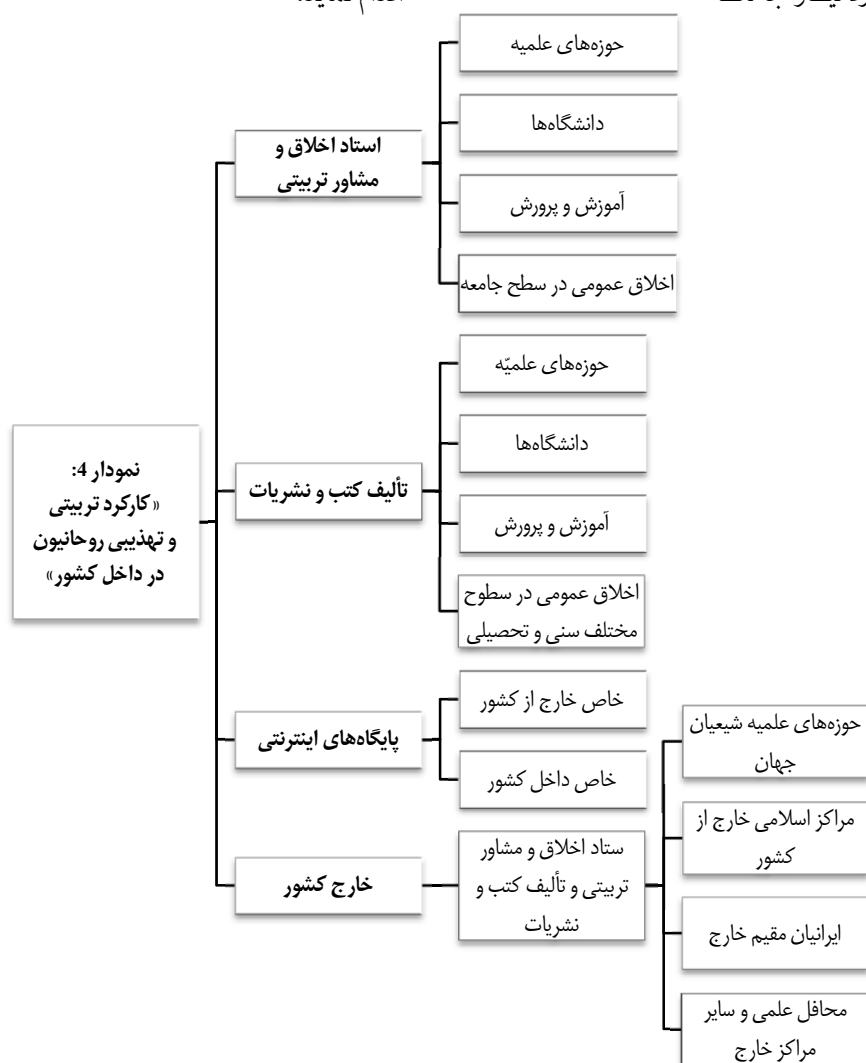 نمودار 4:
«کارکرد تربیتی
و تهذیبی روحانیون
در داخل کشور»
استاد اخلاق و
مشاور تربیتی
حوزه‌های علمیه
دانشگاه‌ها
آموزش و پرورش
اخلاق عمومی در سطح جامعه
تألیف کتب و نشریات
حوزه‌های علمیّه
دانشگاه‌ها
آموزش و پرورش
اخلاق عمومی در سطوح
مختلف سنی و تحصیلی
پایگاه‌های اینترنتی
خاص خارج از کشور
خاص داخل کشور
خارج کشور
ستاد اخلاق و مشاور
تربیتی و تألیف کتب و
نشریات
حوزه‌های علمیه شیعیان
جهان
مراکز اسلامی خارج از
کشور
ایرانیان مقیم خارج
محافل علمی و سایر
مراکز خارج